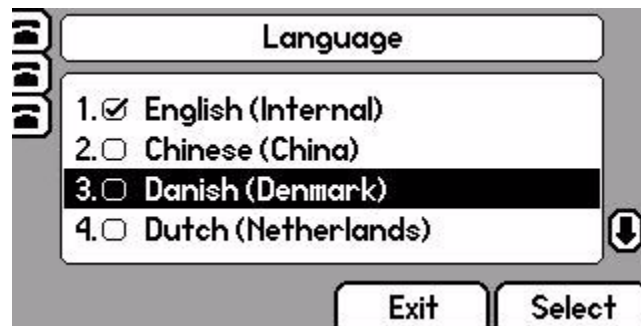 Language
1. English (Internal)
2. Chinese (China)
3. Danish (Denmark)
4. Dutch (Netherlands)
Exit Select